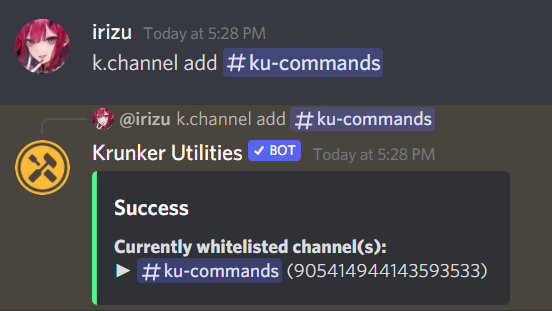 irizu Today at 5:28 PM
k.channel add #ku-commands
@irizu k.channel add #ku-commands
Krunker Utilities ✓ BOT Today at 5:28 PM
Success
Currently whitelisted channel(s):
► #ku-commands (905414944143593533)